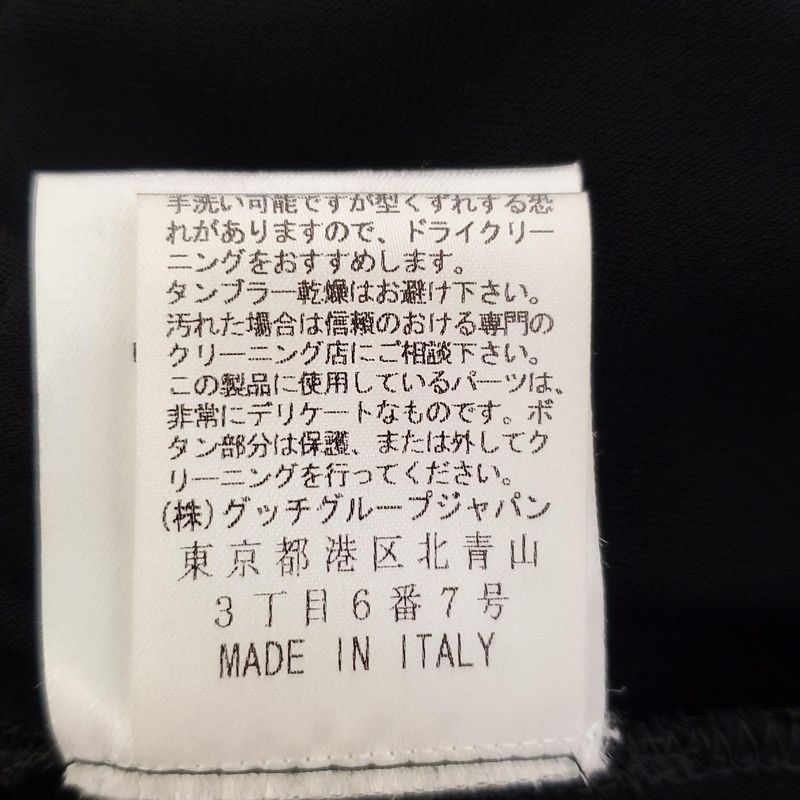 手洗い可能ですが型くずれする恐
れがありますので、ドライクリー
ニングをおすすめします。
タンブラー乾燥はお避け下さい。
汚れた場合は信頼のおける専門の
クリーニング店にご相談下さい。
この製品に使用しているパーツは、
非常にデリケートなものです。ボ
タン部分は保護、または外してク
リーニングを行ってください。
(株)グッチグループジャパン
東京都港区北青山
3丁目6番7号
MADE IN ITALY